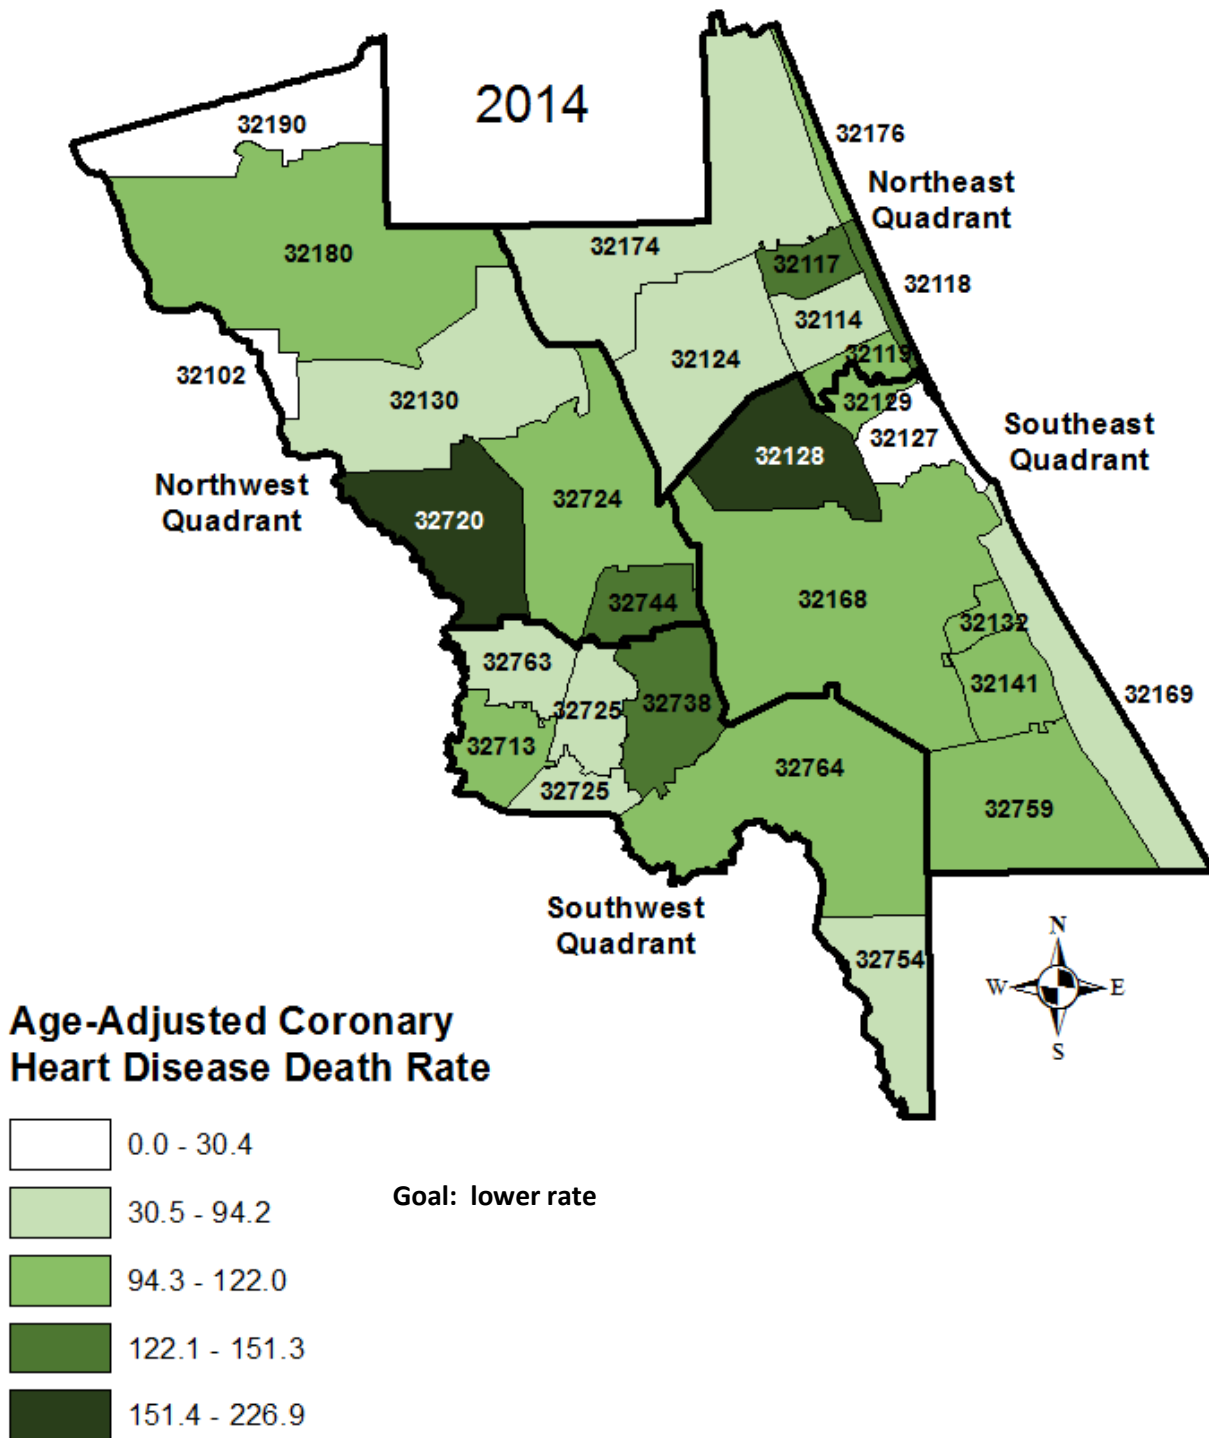 2014
32190
32176
Northeast
Quadrant
32180
32174
32117
32118
32114
32124
32119
32102
32130
32129
32127
Southeast
Quadrant
32128
Northwest
Quadrant
32724
32720
32744
32168
32132
32763
32141
32725
32738
32169
32713
32764
32725
32759
Southwest
Quadrant
32754
N
W
E
S
Age-Adjusted Coronary
Heart Disease Death Rate
0.0 - 30.4
30.5 - 94.2
Goal: lower rate
94.3 - 122.0
122.1 - 151.3
151.4 - 226.9